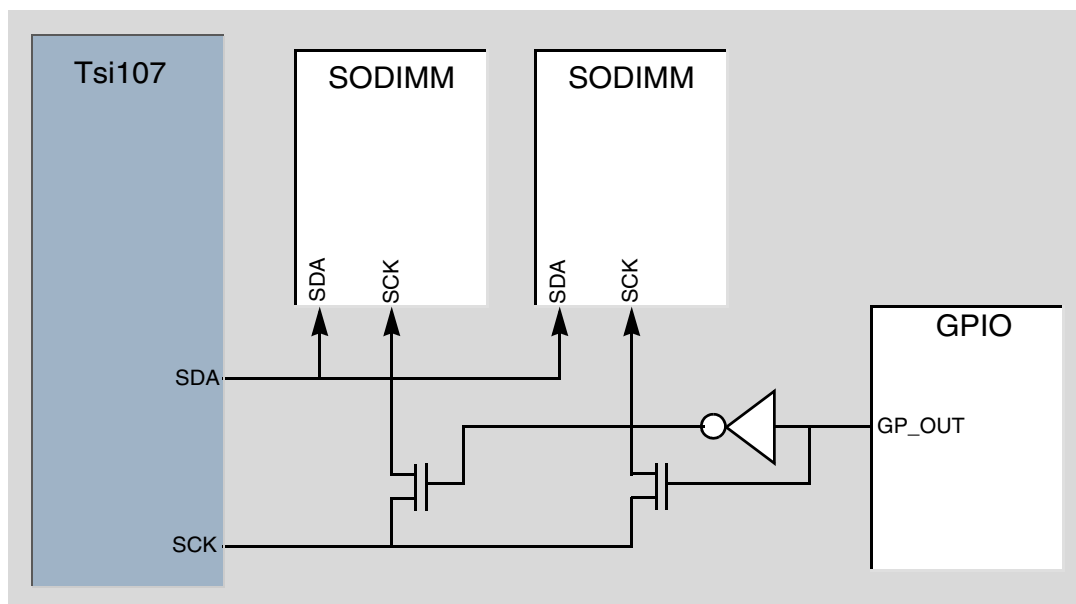 Tsi107
SODIMM
SODIMM
SDA
SCK
SDA
SCK
GPIO
SDA
GP_OUT
SCK